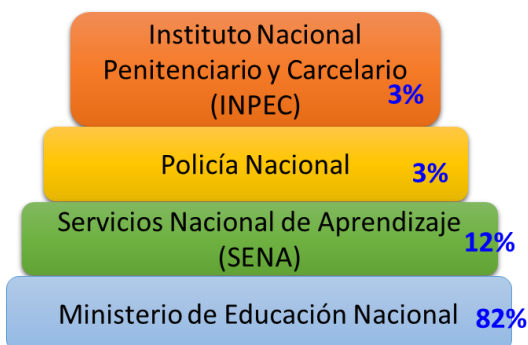 Instituto Nacional
Penitenciario y Carcelario
(INPEC)
3%
Policía Nacional
3%
Servicios Nacional de Aprendizaje
(SENA)
12%
Ministerio de Educación Nacional
82%